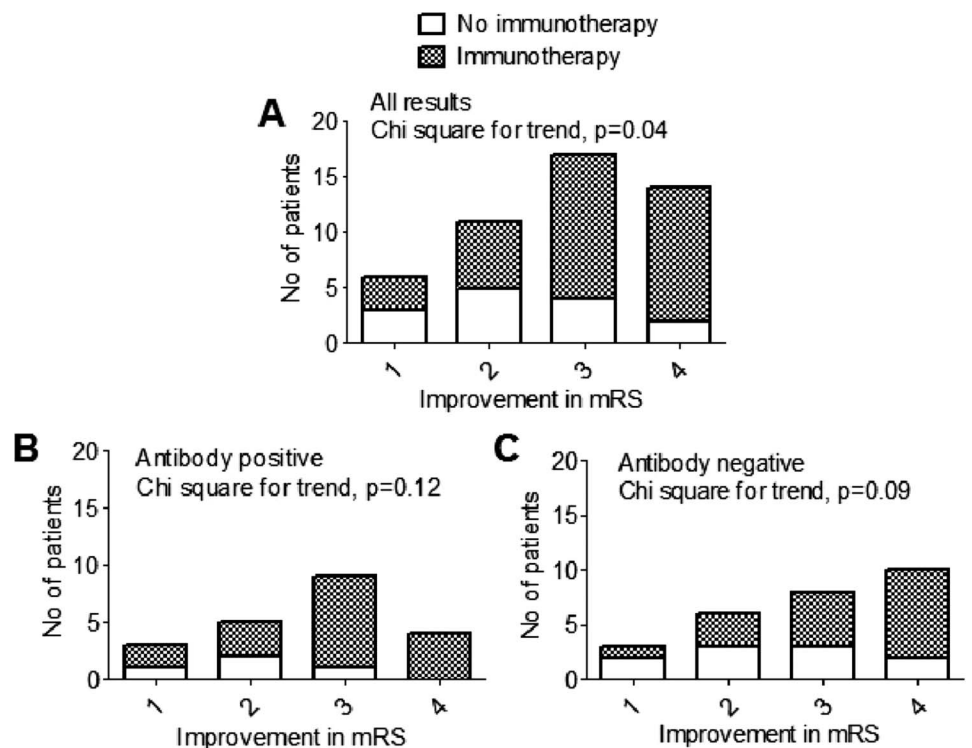 No immunotherapy
Immunotherapy
A
All results
Chi square for trend, p=0.04
No of patients
20
15
10
5
0
1 2 3 4
Improvement in mRS
B
Antibody positive
Chi square for trend, p=0.12
No of patients
20
10
5
0
1 2 3 4
Improvement in mRS
C
Antibody negative
Chi square for trend, p=0.09
No of patients
20
10
5
0
1 2 3 4
Improvement in mRS